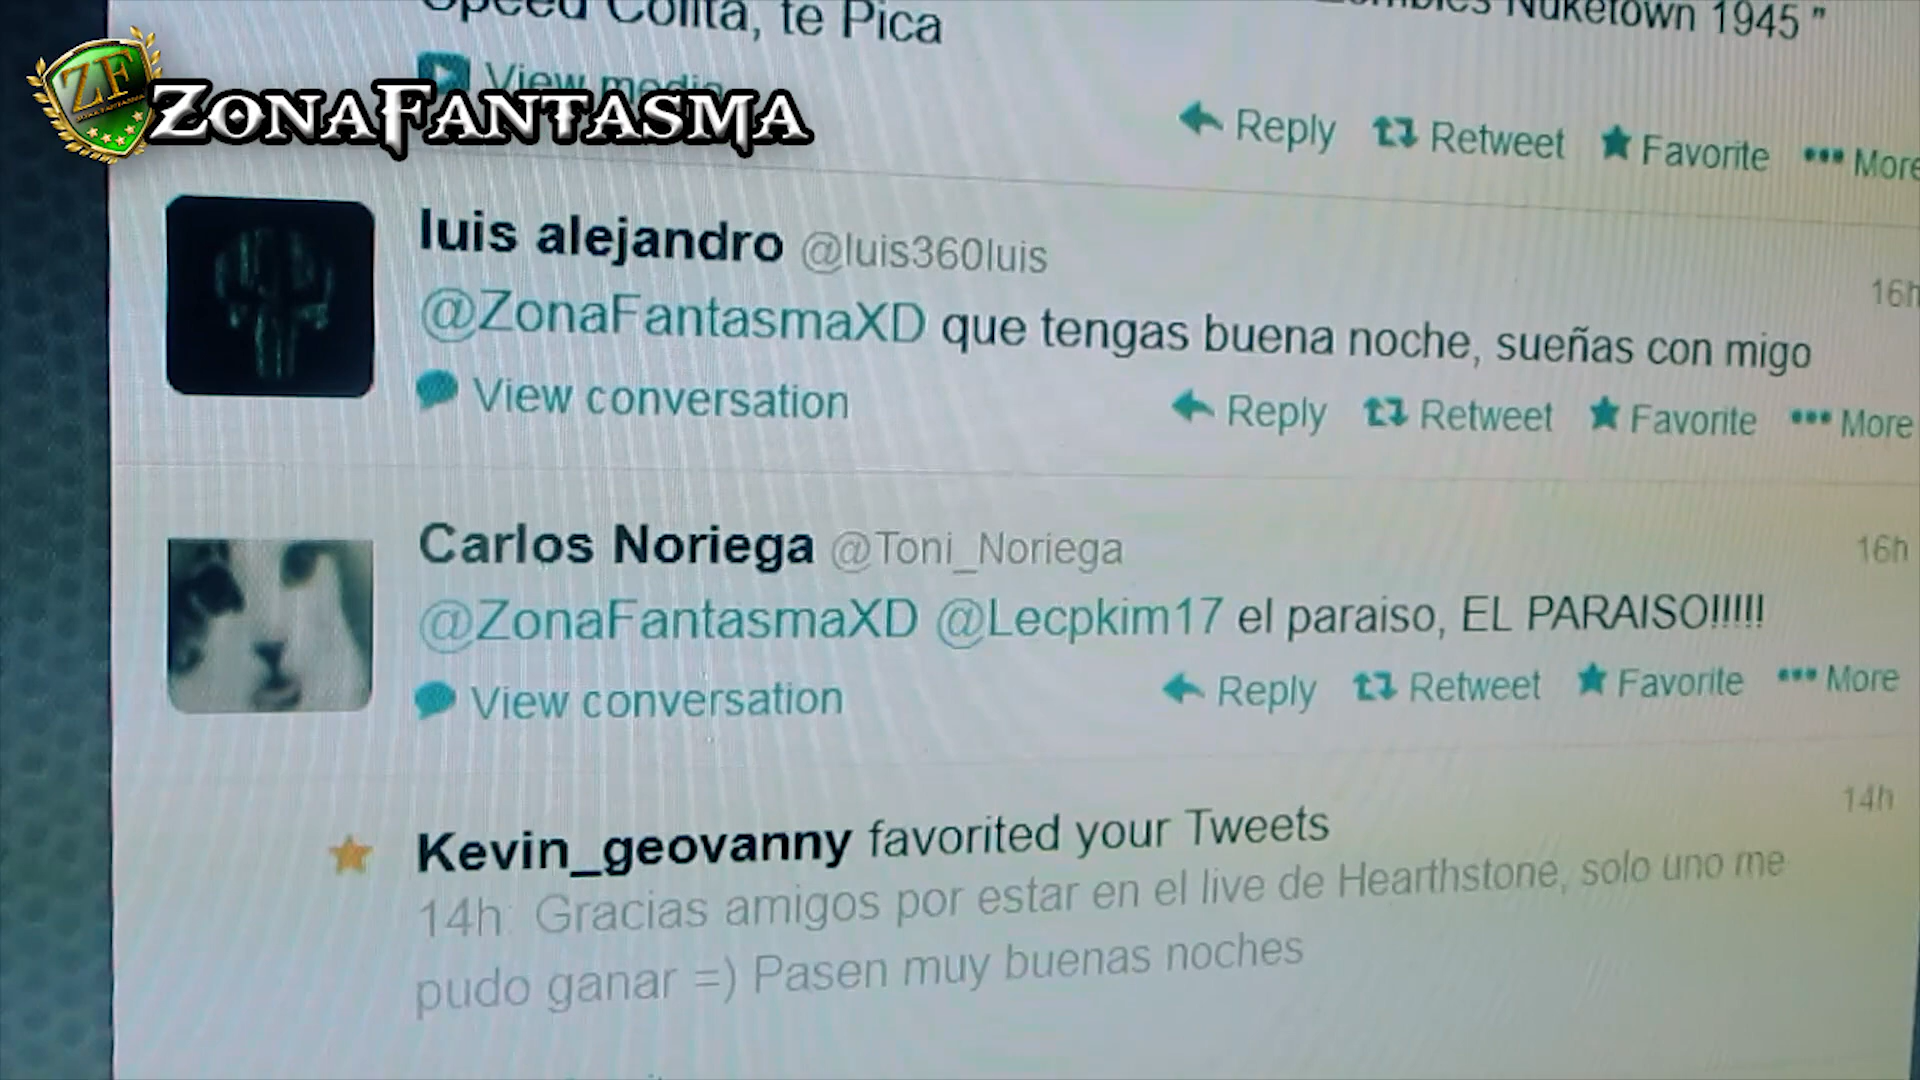 Speed Colita, te Pica
Zombies Nuketown 1945 "
View media
ZF
ZONAFANTASMA
Reply Retweet Favorite More
luis alejandro @luis360luis
16h
@ZonaFantasmaXD que tengas buena noche, sueñas con migo
View conversation
Reply Retweet Favorite More
Carlos Noriega @Toni_Noriega
16h
@ZonaFantasmaXD @Lecpkim17 el paraiso, EL PARAISO!!!!!
View conversation
Reply Retweet Favorite More
14h
Kevin_geovanny favorited your Tweets
14h: Gracias amigos por estar en el live de Hearthstone, solo uno me
pudo ganar =) Pasen muy buenas noches